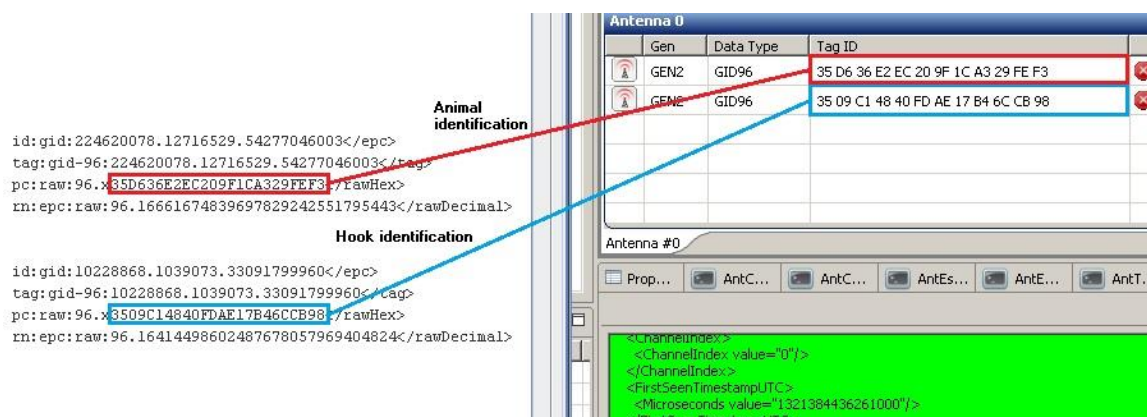 Antenna 0
Gen Data Type Tag ID
GEN2 GID96 35 D6 36 E2 EC 20 9F 1C A3 29 FE F3
GEN2 GID96 35 09 C1 48 40 FD AE 17 B4 6C CB 98
Animal
identification
id:gid:224620078.12716529.54277046003</epc>
tag:gid-96:224620078.12716529.54277046003</tag>
pc:raw:96.x35D636E2EC209F1CA329FEF3</rawHex>
rn:epc:raw:96.16661674839697829242551795443</rawDecimal>
Hook identification
id:gid:10228868.1039073.33091799960</epc>
tag:gid-96:10228868.1039073.33091799960</tag>
pc:raw:96.x3509C14840FDAE17B46CCB98</rawHex>
rn:epc:raw:96.16414498602487678057969404824</rawDecimal>
Antenna #0
Prop... AntC... AntC... AntEs... AntE... AntT.
<ChannelIndex>
<ChannelIndex value="0"/>
</ChannelIndex>
<FirstSeenTimestampUTC>
<Microseconds value="1321384436261000"/>